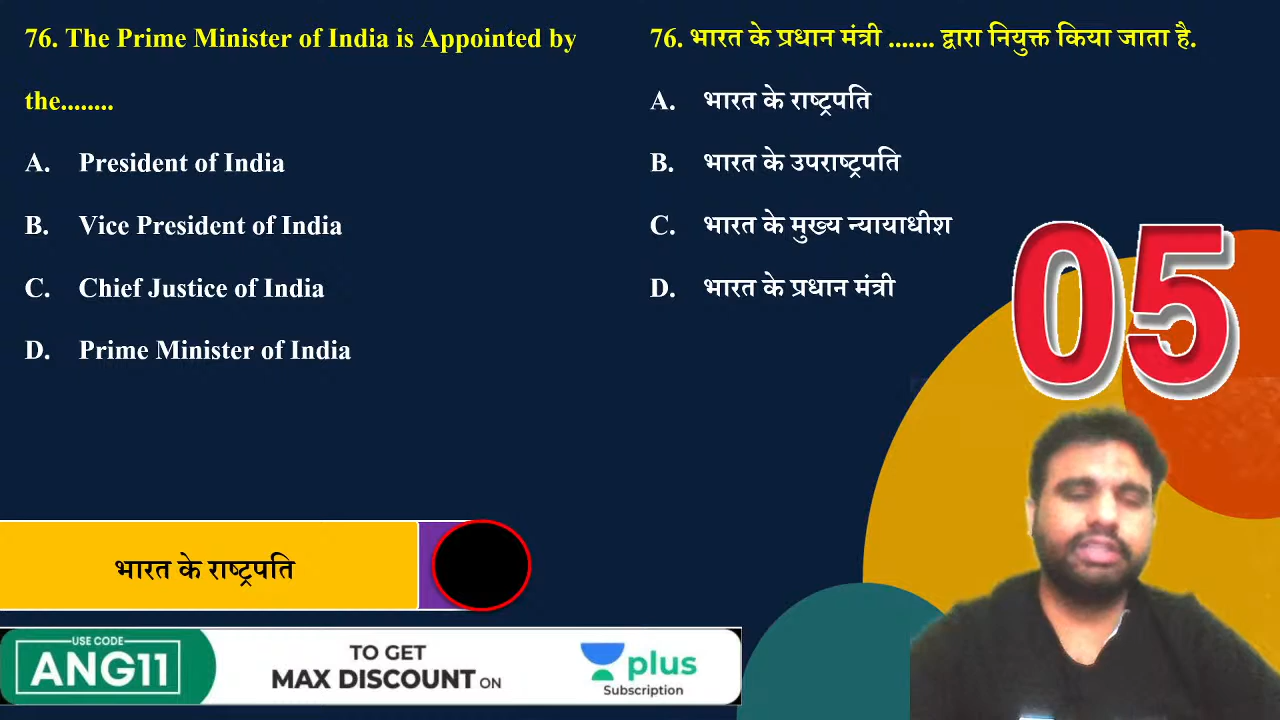 76. The Prime Minister of India is Appointed by
the........
A. President of India
B. Vice President of India
C. Chief Justice of India
D. Prime Minister of India
76. भारत के प्रधान मंत्री ....... द्वारा नियुक्त किया जाता है.
A. भारत के राष्ट्रपति
B. भारत के उपराष्ट्रपति
C. भारत के मुख्य न्यायाधीश
D. भारत के प्रधान मंत्री
05
भारत के राष्ट्रपति
USE CODE
ANG11
TO GET
MAX DISCOUNT ON
plus
Subscription